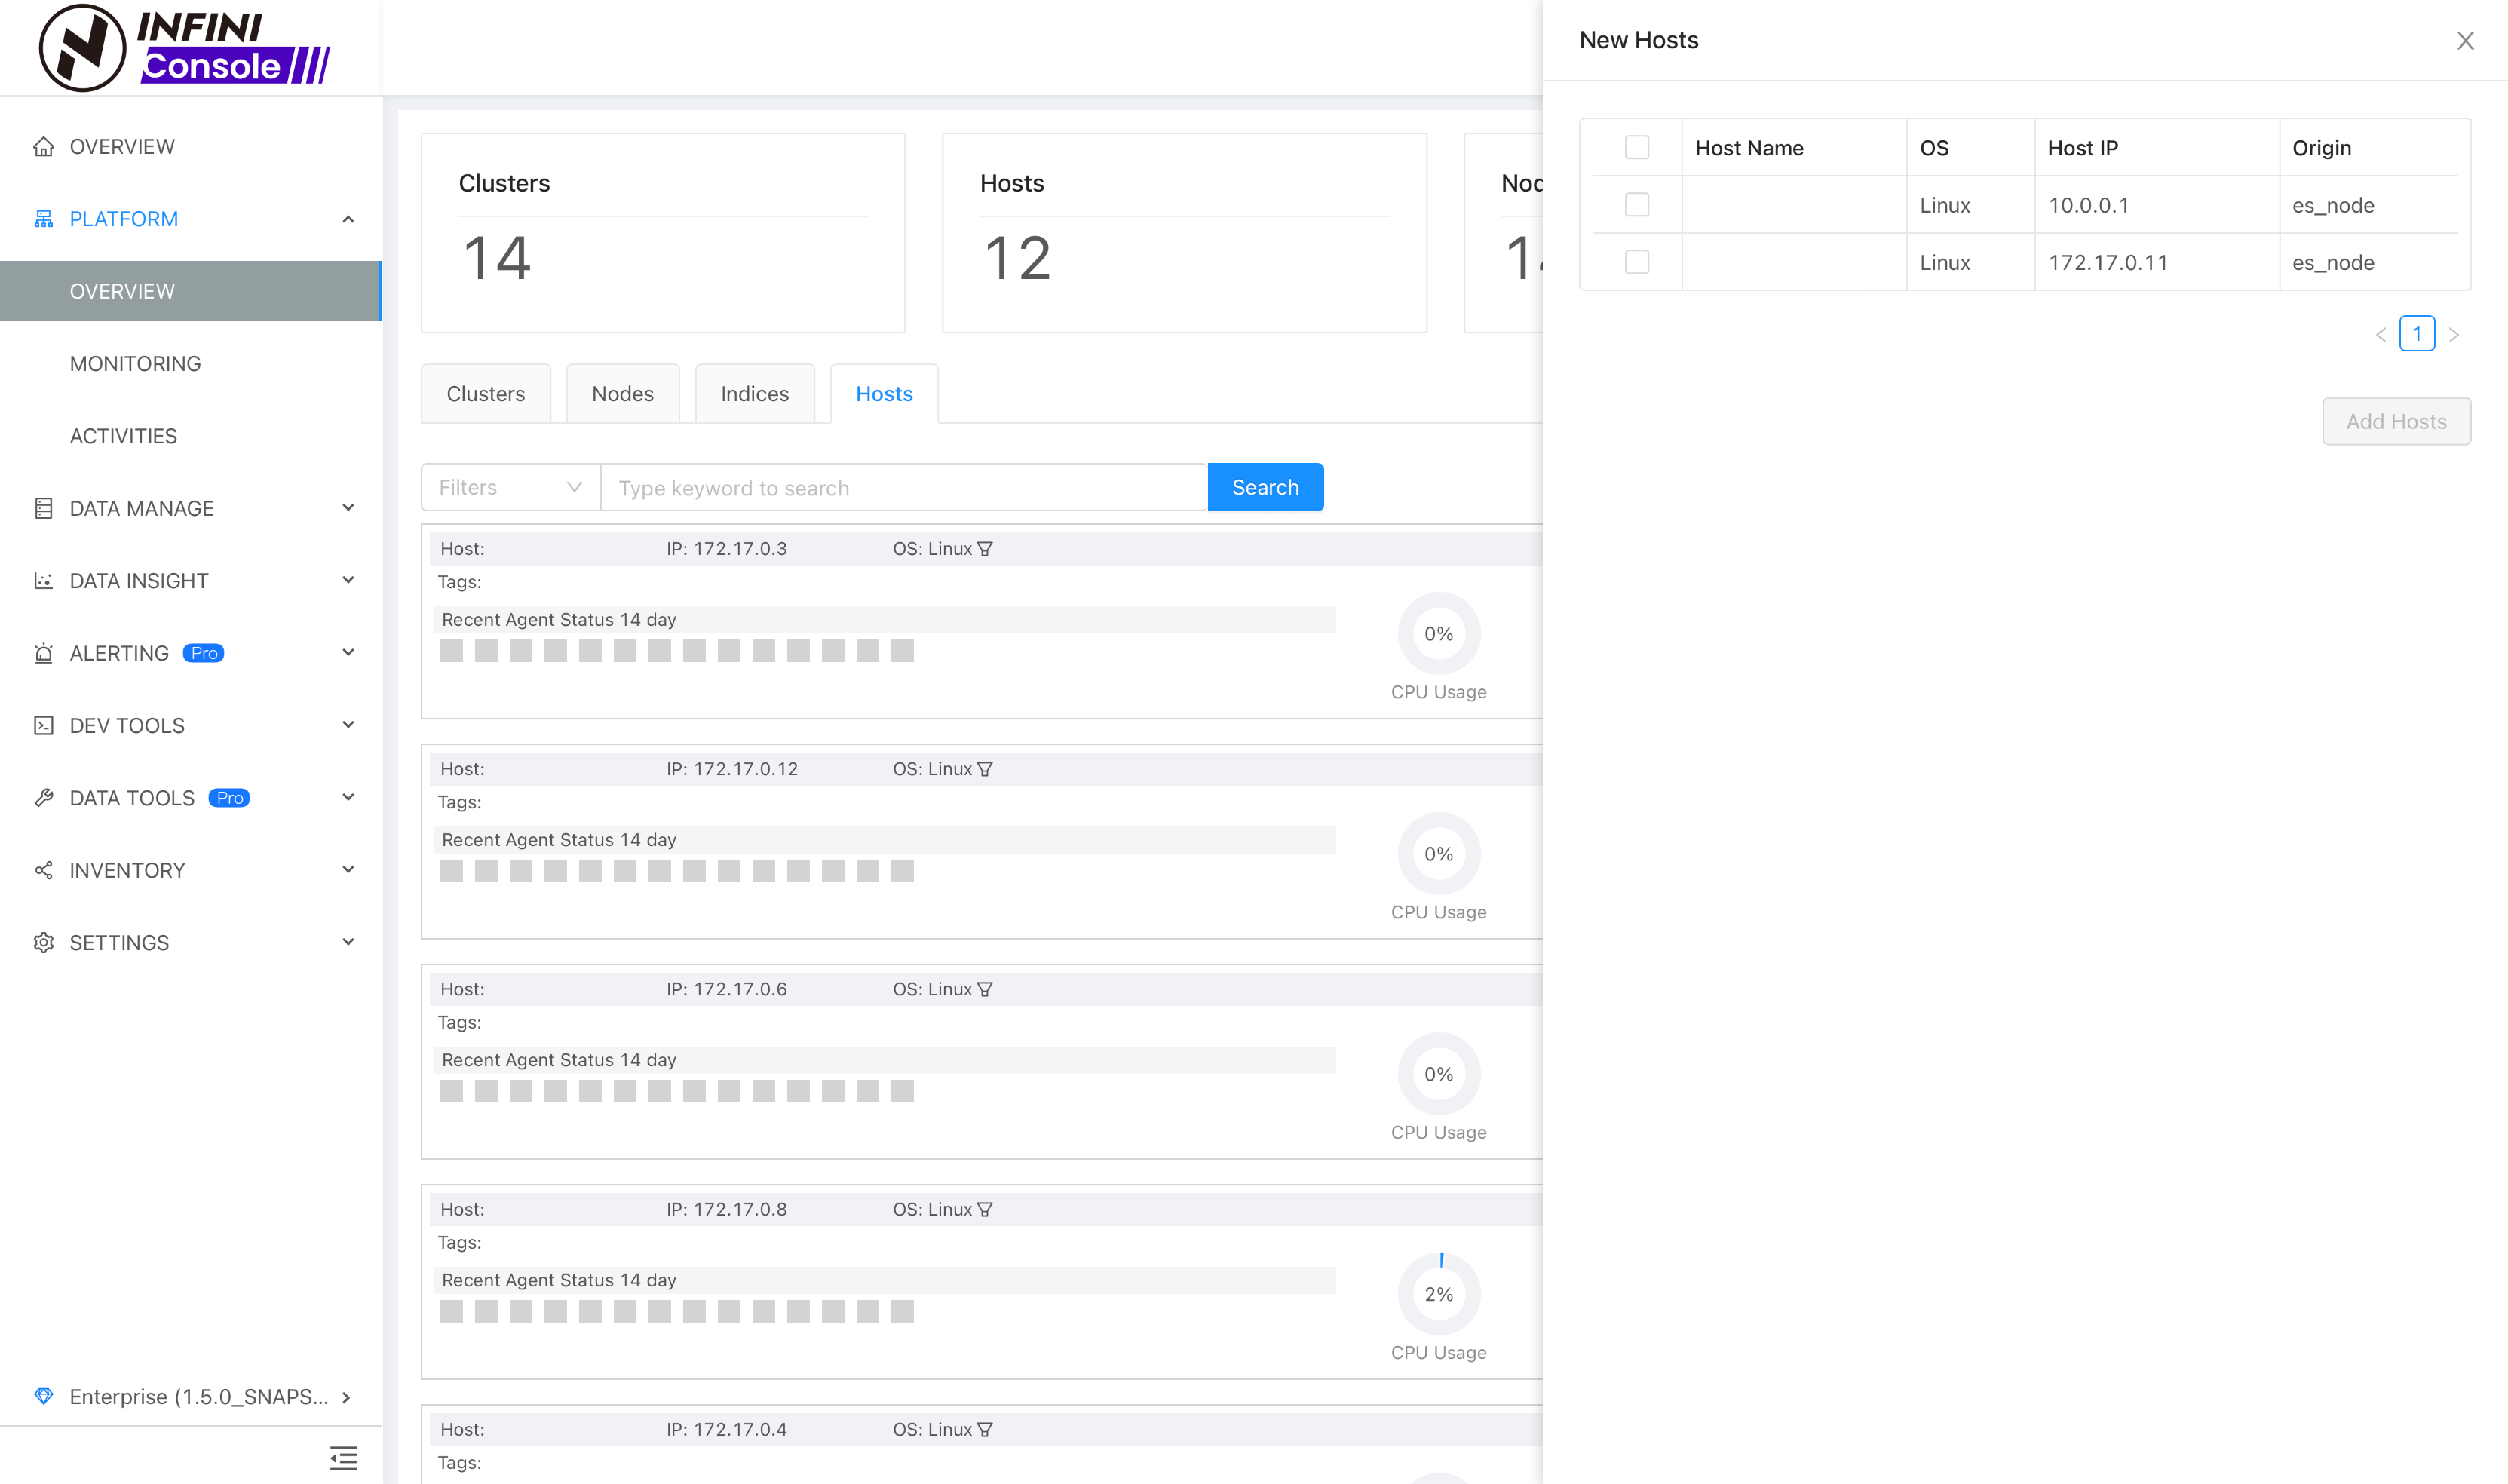 INFINI
Console
OVERVIEW
PLATFORM
OVERVIEW
MONITORING
ACTIVITIES
DATA MANAGE
DATA INSIGHT
ALERTING Pro
DEV TOOLS
DATA TOOLS Pro
INVENTORY
SETTINGS
Enterprise (1.5.0_SNAPS...
Clusters
14
Hosts
12
Clusters Nodes Indices Hosts
Filters Type keyword to search Search
Host: IP: 172.17.0.3 OS: Linux
Tags:
Recent Agent Status 14 day
0%
CPU Usage
Host: IP: 172.17.0.12 OS: Linux
Tags:
Recent Agent Status 14 day
0%
CPU Usage
Host: IP: 172.17.0.6 OS: Linux
Tags:
Recent Agent Status 14 day
0%
CPU Usage
Host: IP: 172.17.0.8 OS: Linux
Tags:
Recent Agent Status 14 day
2%
CPU Usage
Host: IP: 172.17.0.4 OS: Linux
Tags:
New Hosts
Host Name OS Host IP Origin
Linux 10.0.0.1 es_node
Linux 172.17.0.11 es_node
1
Add Hosts